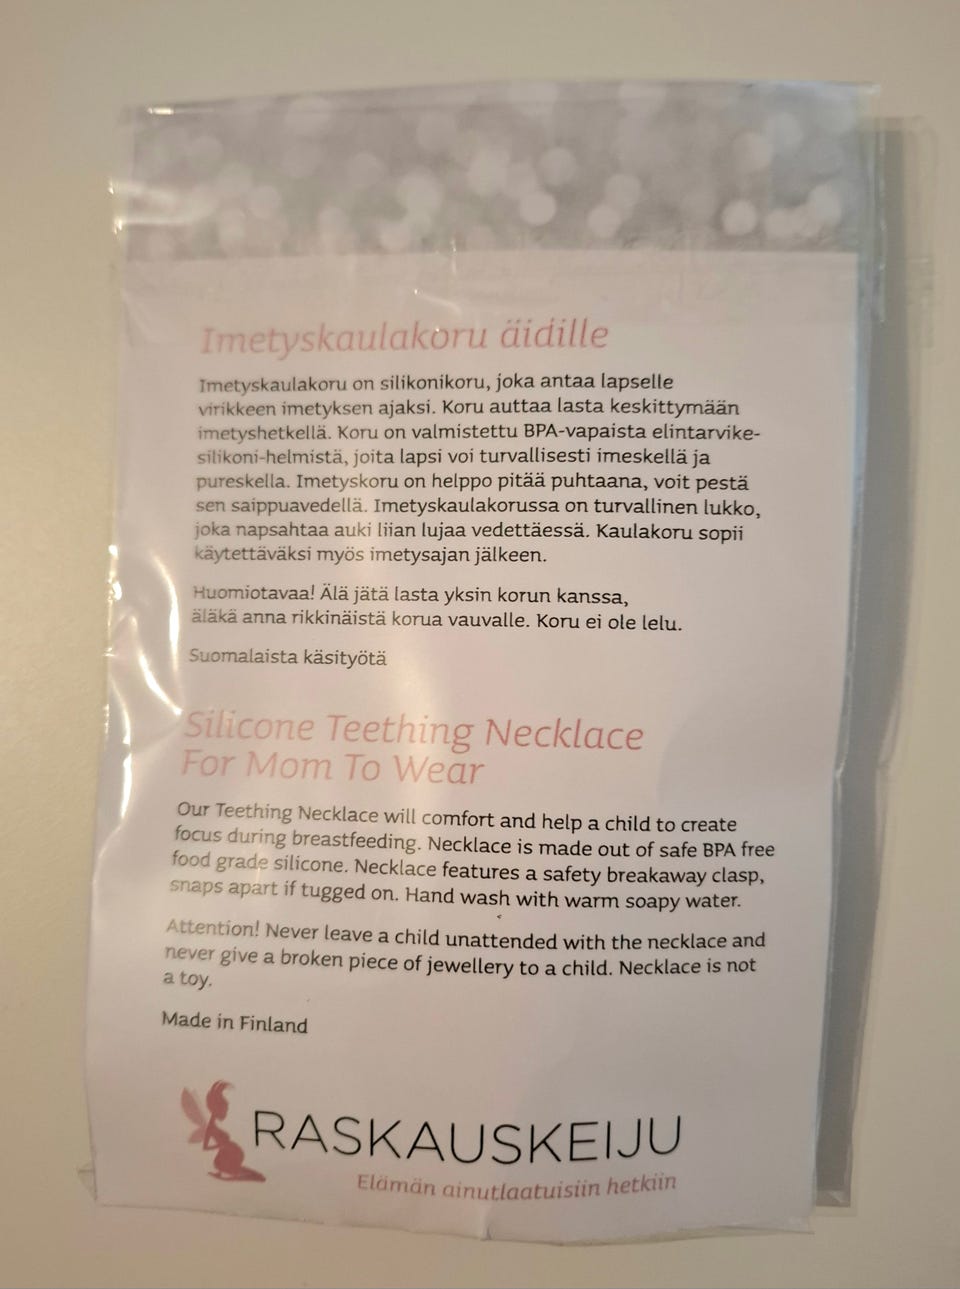 Imetyskaulakoru äidille
Imetyskaulakoru on silikonikoru, joka antaa lapselle
virikkeen imetyksen ajaksi. Koru auttaa lasta keskittymään
imetyshetkellä. Koru on valmistettu BPA-vapaista elintarvike-
silikoni-helmistä, joita lapsi voi turvallisesti imeskellä ja
pureskella. Imetyskoru on helppo pitää puhtaana, voit pestä
sen saippuavedellä. Imetyskaulakorussa on turvallinen lukko,
joka napsahtaa auki liian lujaa vedettäessä. Kaulakoru sopii
käytettäväksi myös imetysajan jälkeen.
Huomiotavaa! Älä jätä lasta yksin korun kanssa,
äläkä anna rikkinäistä korua vauvalle. Koru ei ole lelu.
Suomalaista käsityötä
Silicone Teething Necklace
For Mom To Wear
Our Teething Necklace will comfort and help a child to create
focus during breastfeeding. Necklace is made out of safe BPA free
food grade silicone. Necklace features a safety breakaway clasp,
snaps apart if tugged on. Hand wash with warm soapy water.
Attention! Never leave a child unattended with the necklace and
never give a broken piece of jewellery to a child. Necklace is not
a toy.
Made in Finland
RASKAUSKEIJU
Elämän ainutlaatuisiin hetkiin